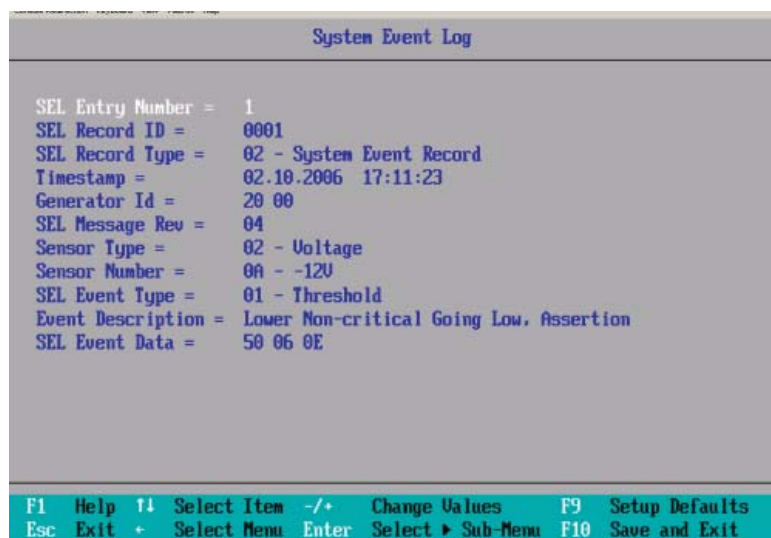 System Event Log
SEL Entry Number = 1
SEL Record ID = 0001
SEL Record Type = 02 - System Event Record
Timestamp = 02.10.2006 17:11:23
Generator Id = 20 00
SEL Message Rev = 04
Sensor Type = 02 - Voltage
Sensor Number = 0A - -12V
SEL Event Type = 01 - Threshold
Event Description = Lower Non-critical Going Low, Assertion
SEL Event Data = 50 06 0E
F1 Help ↑↓ Select Item -/+ Change Values F9 Setup Defaults
Esc Exit ← Select Menu Enter Select ▶ Sub-Menu F10 Save and Exit